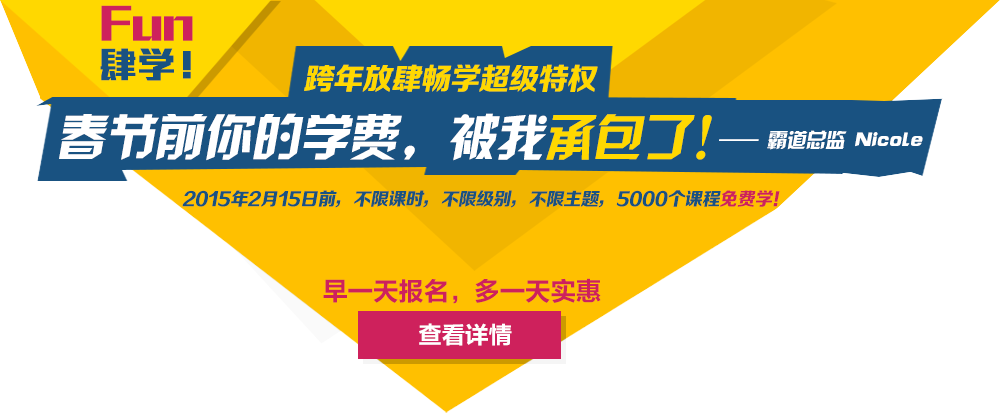 Fun
肆学!
跨年放肆畅学超级特权
春节前你的学费，被我承包了! —— 霸道总监 Nicole
2015年2月15日前，不限课时，不限级别，不限主题，5000个课程免费学!
早一天报名，多一天实惠
查看详情